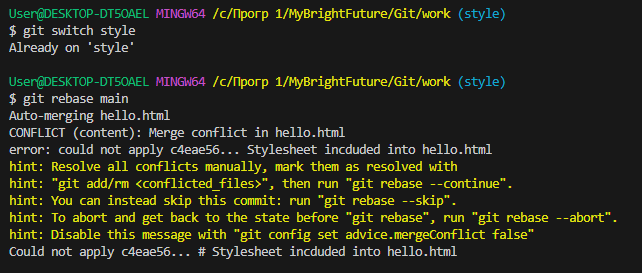 User@DESKTOP-DT5OAEL MINGW64 /c/Прогр 1/MyBrightFuture/Git/work (style)
$ git switch style
Already on 'style'
User@DESKTOP-DT5OAEL MINGW64 /c/Прогр 1/MyBrightFuture/Git/work (style)
$ git rebase main
Auto-merging hello.html
CONFLICT (content): Merge conflict in hello.html
error: could not apply c4eae56... Stylesheet incduded into hello.html
hint: Resolve all conflicts manually, mark them as resolved with
hint: "git add/rm <conflicted_files>", then run "git rebase --continue".
hint: You can instead skip this commit: run "git rebase --skip".
hint: To abort and get back to the state before "git rebase", run "git rebase --abort".
hint: Disable this message with "git config set advice.mergeConflict false"
Could not apply c4eae56... # Stylesheet incduded into hello.html